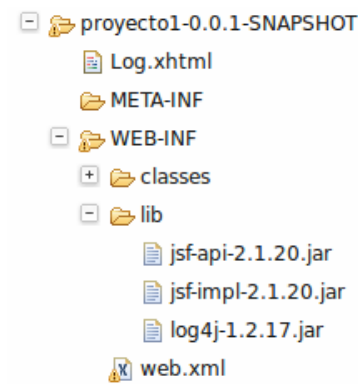 proyecto1-0.0.1-SNAPSHOT
Log.xhtml
META-INF
WEB-INF
classes
lib
jsf-api-2.1.20.jar
jsf-impl-2.1.20.jar
log4j-1.2.17.jar
web.xml